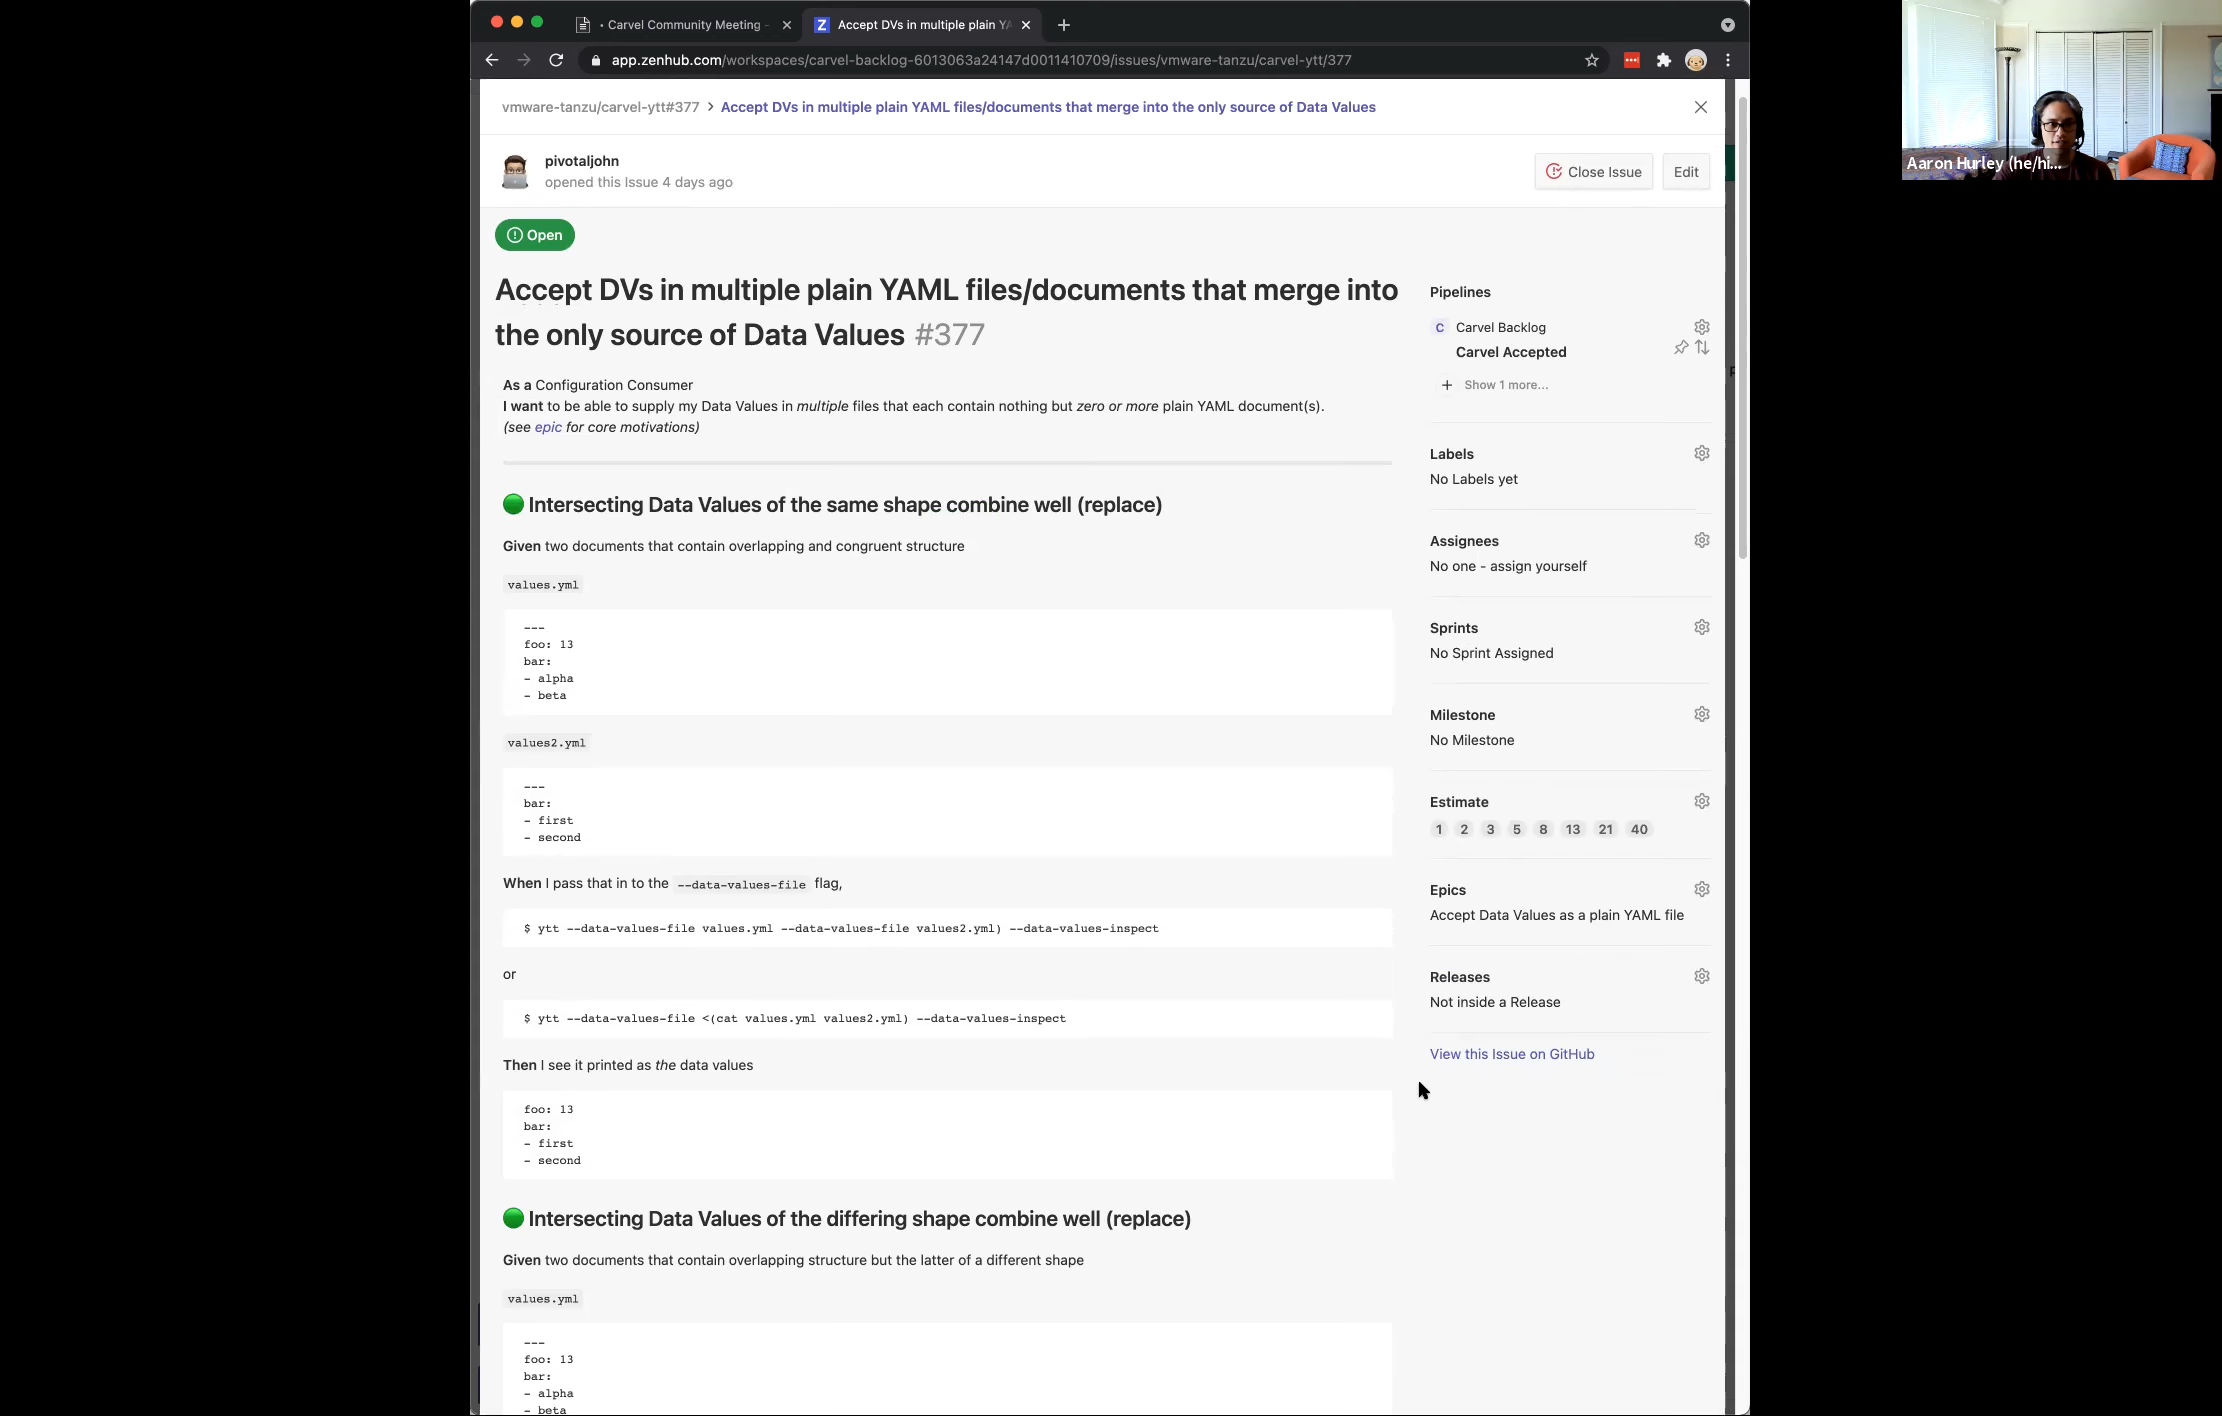 Carvel Community Meeting -
Accept DVs in multiple plain YA
app.zenhub.com/workspaces/carvel-backlog-6013063a24147d0011410709/issues/vmware-tanzu/carvel-ytt/377
vmware-tanzu/carvel-ytt#377 > Accept DVs in multiple plain YAML files/documents that merge into the only source of Data Values
pivotaljohn
opened this Issue 4 days ago
Close Issue
Edit
Open
Accept DVs in multiple plain YAML files/documents that merge into
the only source of Data Values #377
As a Configuration Consumer
I want to be able to supply my Data Values in multiple files that each contain nothing but zero or more plain YAML document(s).
(see epic for core motivations)
Intersecting Data Values of the same shape combine well (replace)
Given two documents that contain overlapping and congruent structure
values.yml
---
foo: 13
bar:
- alpha
- beta
values2.yml
---
bar:
- first
- second
When I pass that in to the --data-values-file flag,
$ ytt --data-values-file values.yml --data-values-file values2.yml) --data-values-inspect
or
$ ytt --data-values-file <(cat values.yml values2.yml) --data-values-inspect
Then I see it printed as the data values
foo: 13
bar:
- first
- second
Intersecting Data Values of the differing shape combine well (replace)
Given two documents that contain overlapping structure but the latter of a different shape
values.yml
---
foo: 13
bar:
- alpha
- beta
Pipelines
C Carvel Backlog
Carvel Accepted
+ Show 1 more...
Labels
No Labels yet
Assignees
No one - assign yourself
Sprints
No Sprint Assigned
Milestone
No Milestone
Estimate
1 2 3 5 8 13 21 40
Epics
Accept Data Values as a plain YAML file
Releases
Not inside a Release
View this Issue on GitHub
Aaron Hurley (he/hi...